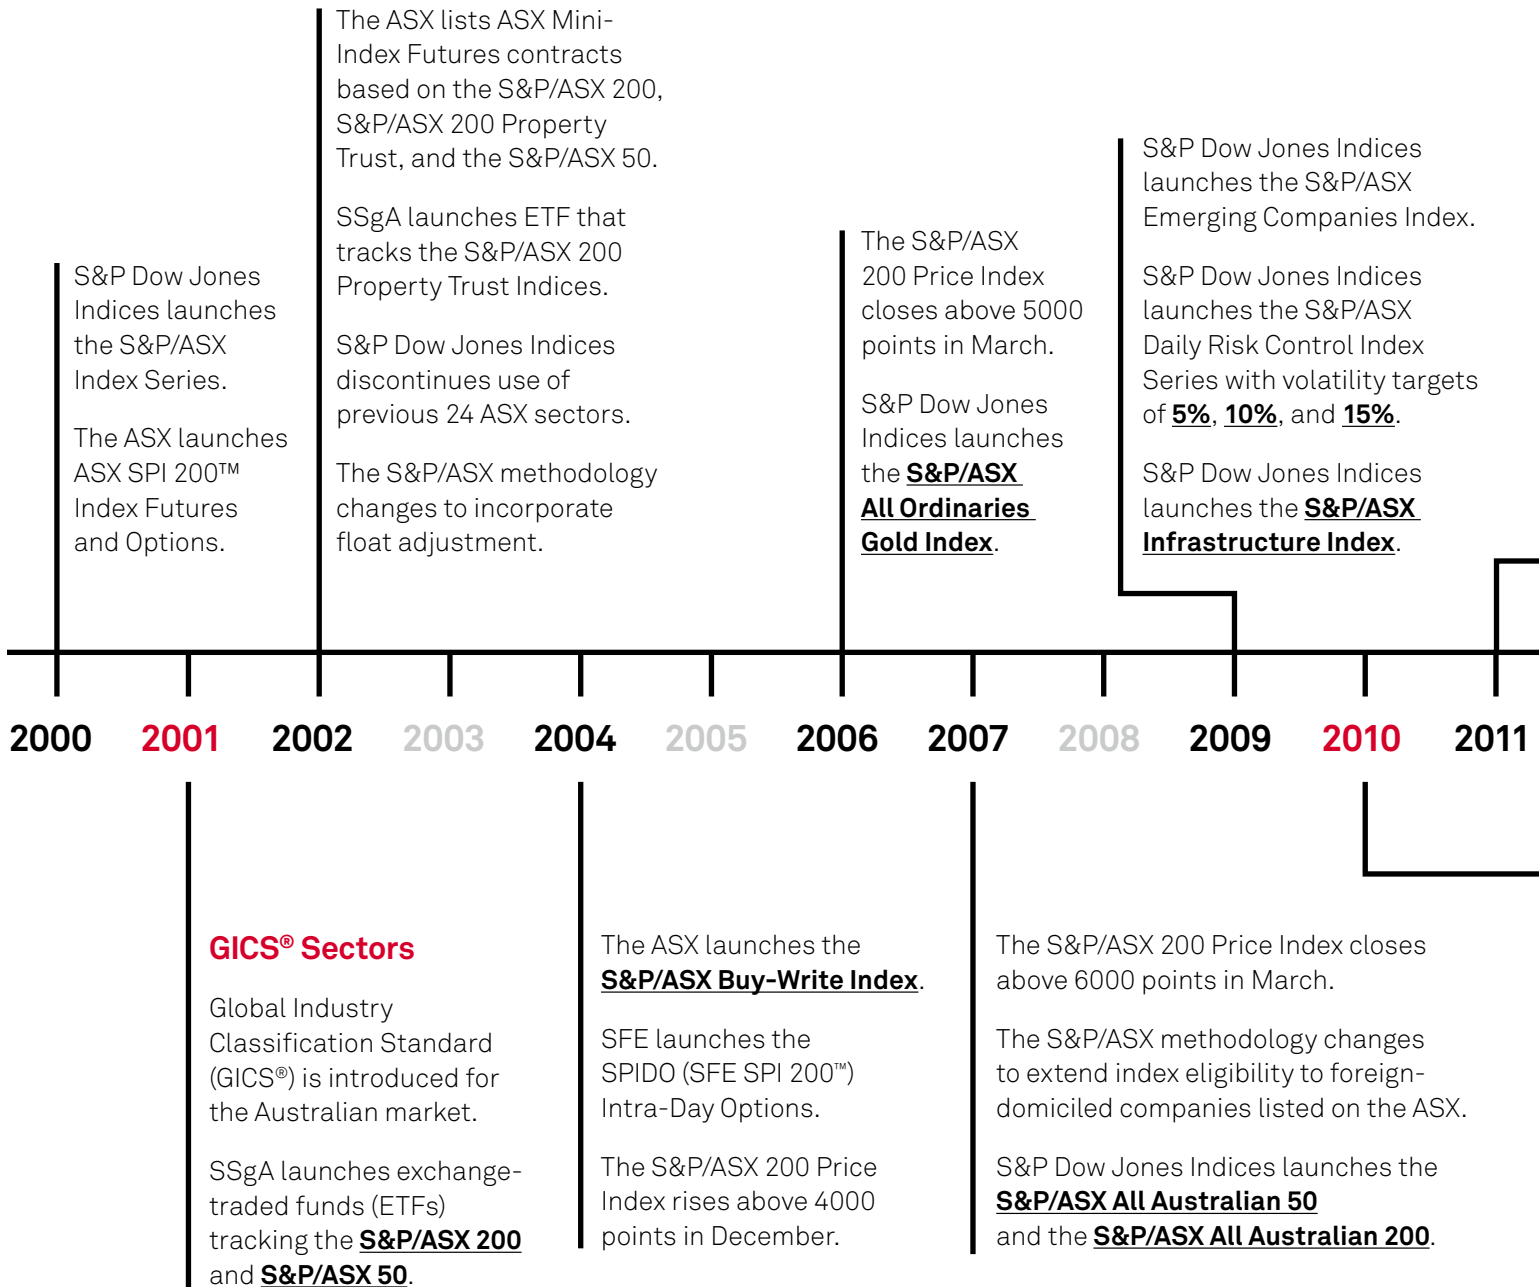 The ASX lists ASX Mini-
Index Futures contracts
based on the S&P/ASX 200,
S&P/ASX 200 Property
Trust, and the S&P/ASX 50.
SSgA launches ETF that
tracks the S&P/ASX 200
Property Trust Indices.
S&P Dow Jones Indices
discontinues use of
previous 24 ASX sectors.
The S&P/ASX methodology
changes to incorporate
float adjustment.
S&P Dow Jones
Indices launches
the S&P/ASX
Index Series.
The ASX launches
ASX SPI 200™
Index Futures
and Options.
The S&P/ASX
200 Price Index
closes above 5000
points in March.
S&P Dow Jones
Indices launches
the S&P/ASX
All Ordinaries
Gold Index.
S&P Dow Jones Indices
launches the S&P/ASX
Emerging Companies Index.
S&P Dow Jones Indices
launches the S&P/ASX
Daily Risk Control Index
Series with volatility targets
of 5%, 10%, and 15%.
S&P Dow Jones Indices
launches the S&P/ASX
Infrastructure Index.
2000 2001 2002 2003 2004 2005 2006 2007 2008 2009 2010 2011
GICS® Sectors
Global Industry
Classification Standard
(GICS®) is introduced for
the Australian market.
SSgA launches exchange-
traded funds (ETFs)
tracking the S&P/ASX 200
and S&P/ASX 50.
The ASX launches the
S&P/ASX Buy-Write Index.
SFE launches the
SPIDO (SFE SPI 200™)
Intra-Day Options.
The S&P/ASX 200 Price
Index rises above 4000
points in December.
The S&P/ASX 200 Price Index closes
above 6000 points in March.
The S&P/ASX methodology changes
to extend index eligibility to foreign-
domiciled companies listed on the ASX.
S&P Dow Jones Indices launches the
S&P/ASX All Australian 50
and the S&P/ASX All Australian 200.